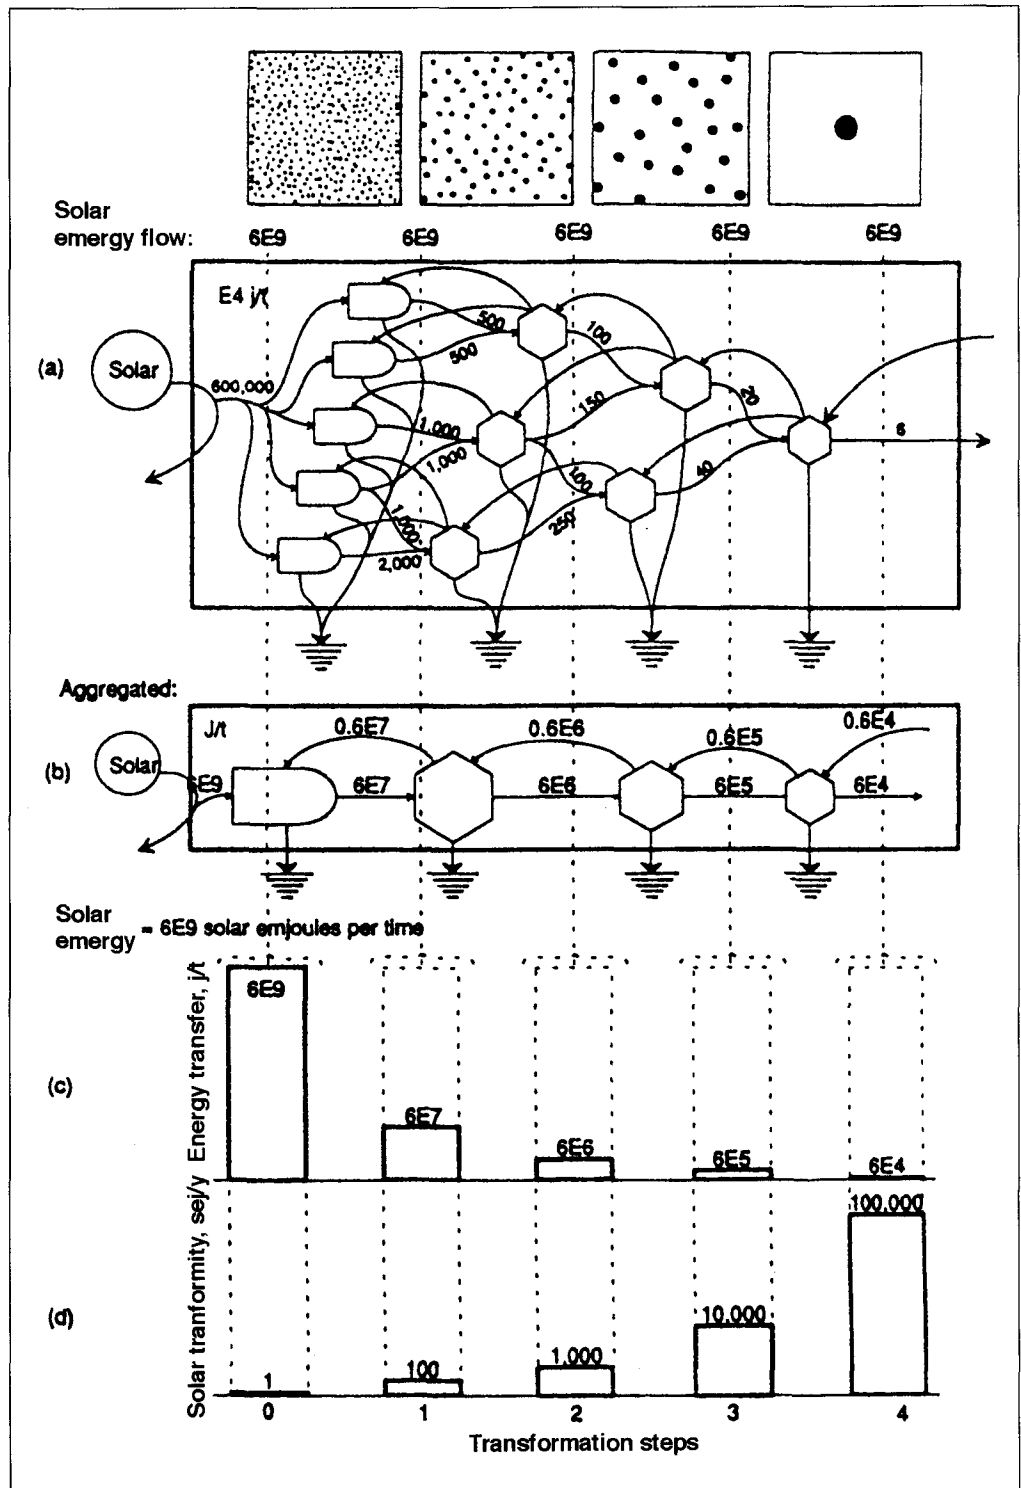 Solar
emergy flow:
6E9 6E9 6E9 6E9 6E9
E4 j/t
(a)
Solar
600,000
500
500
1,000
1,000
1,000
2,000
100
150
100
250
20
40
6
Aggregated:
J/t
(b)
Solar
6E9
0.6E7 0.6E6 0.6E5 0.6E4
6E7 6E6 6E5 6E4
Solar
emergy = 6E9 solar emjoules per time
(c)
Energy transfer, j/t
6E9
6E7
6E6
6E5
6E4
(d)
Solar tranformity, sej/y
1
100
1,000
10,000
100,000
0 1 2 3 4
Transformation steps